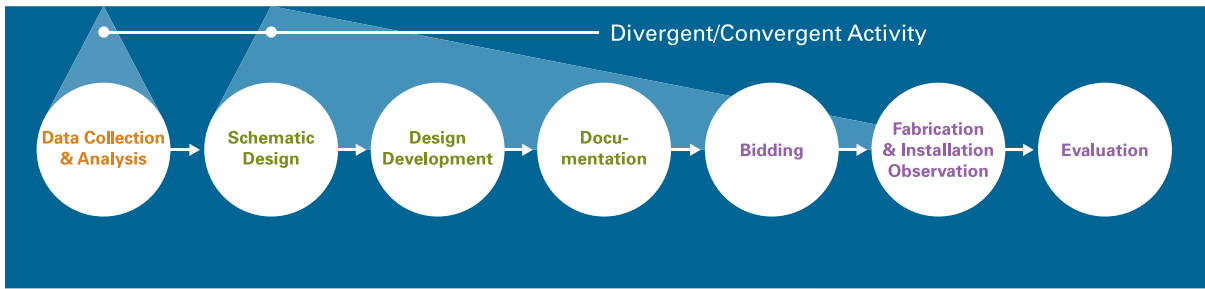 Divergent/Convergent Activity
Data Collection
& Analysis
Schematic
Design
Design
Development
Docu-
mentation
Bidding
Fabrication
& Installation
Observation
Evaluation